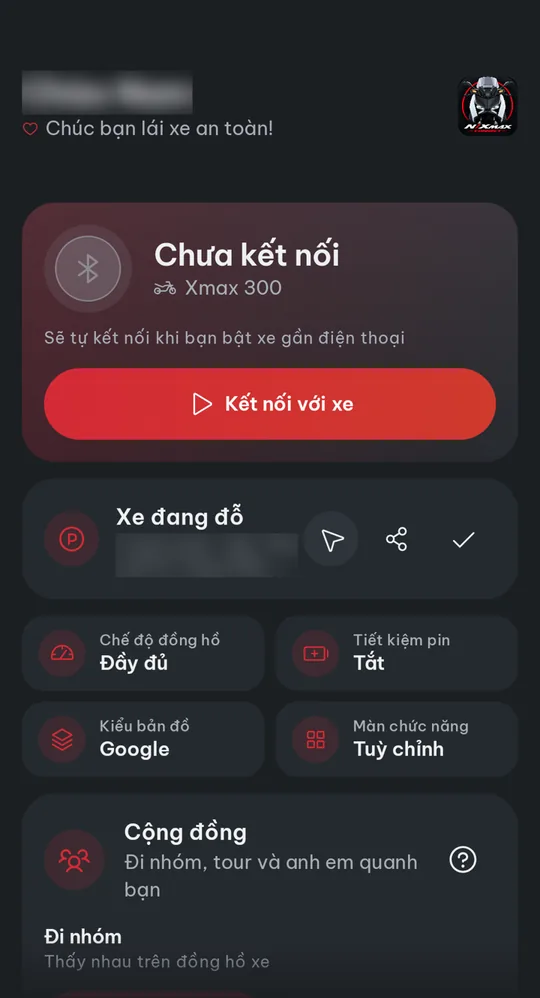 Chúc bạn lái xe an toàn!
Chưa kết nối
Xmax 300
Sẽ tự kết nối khi bạn bật xe gần điện thoại
Kết nối với xe
Xe đang đỗ
P
Chế độ đồng hồ
Đầy đủ
Tiết kiệm pin
Tắt
Kiểu bản đồ
Google
Màn chức năng
Tuỳ chỉnh
Cộng đồng
Đi nhóm, tour và anh em quanh
bạn
Đi nhóm
Thấy nhau trên đồng hồ xe